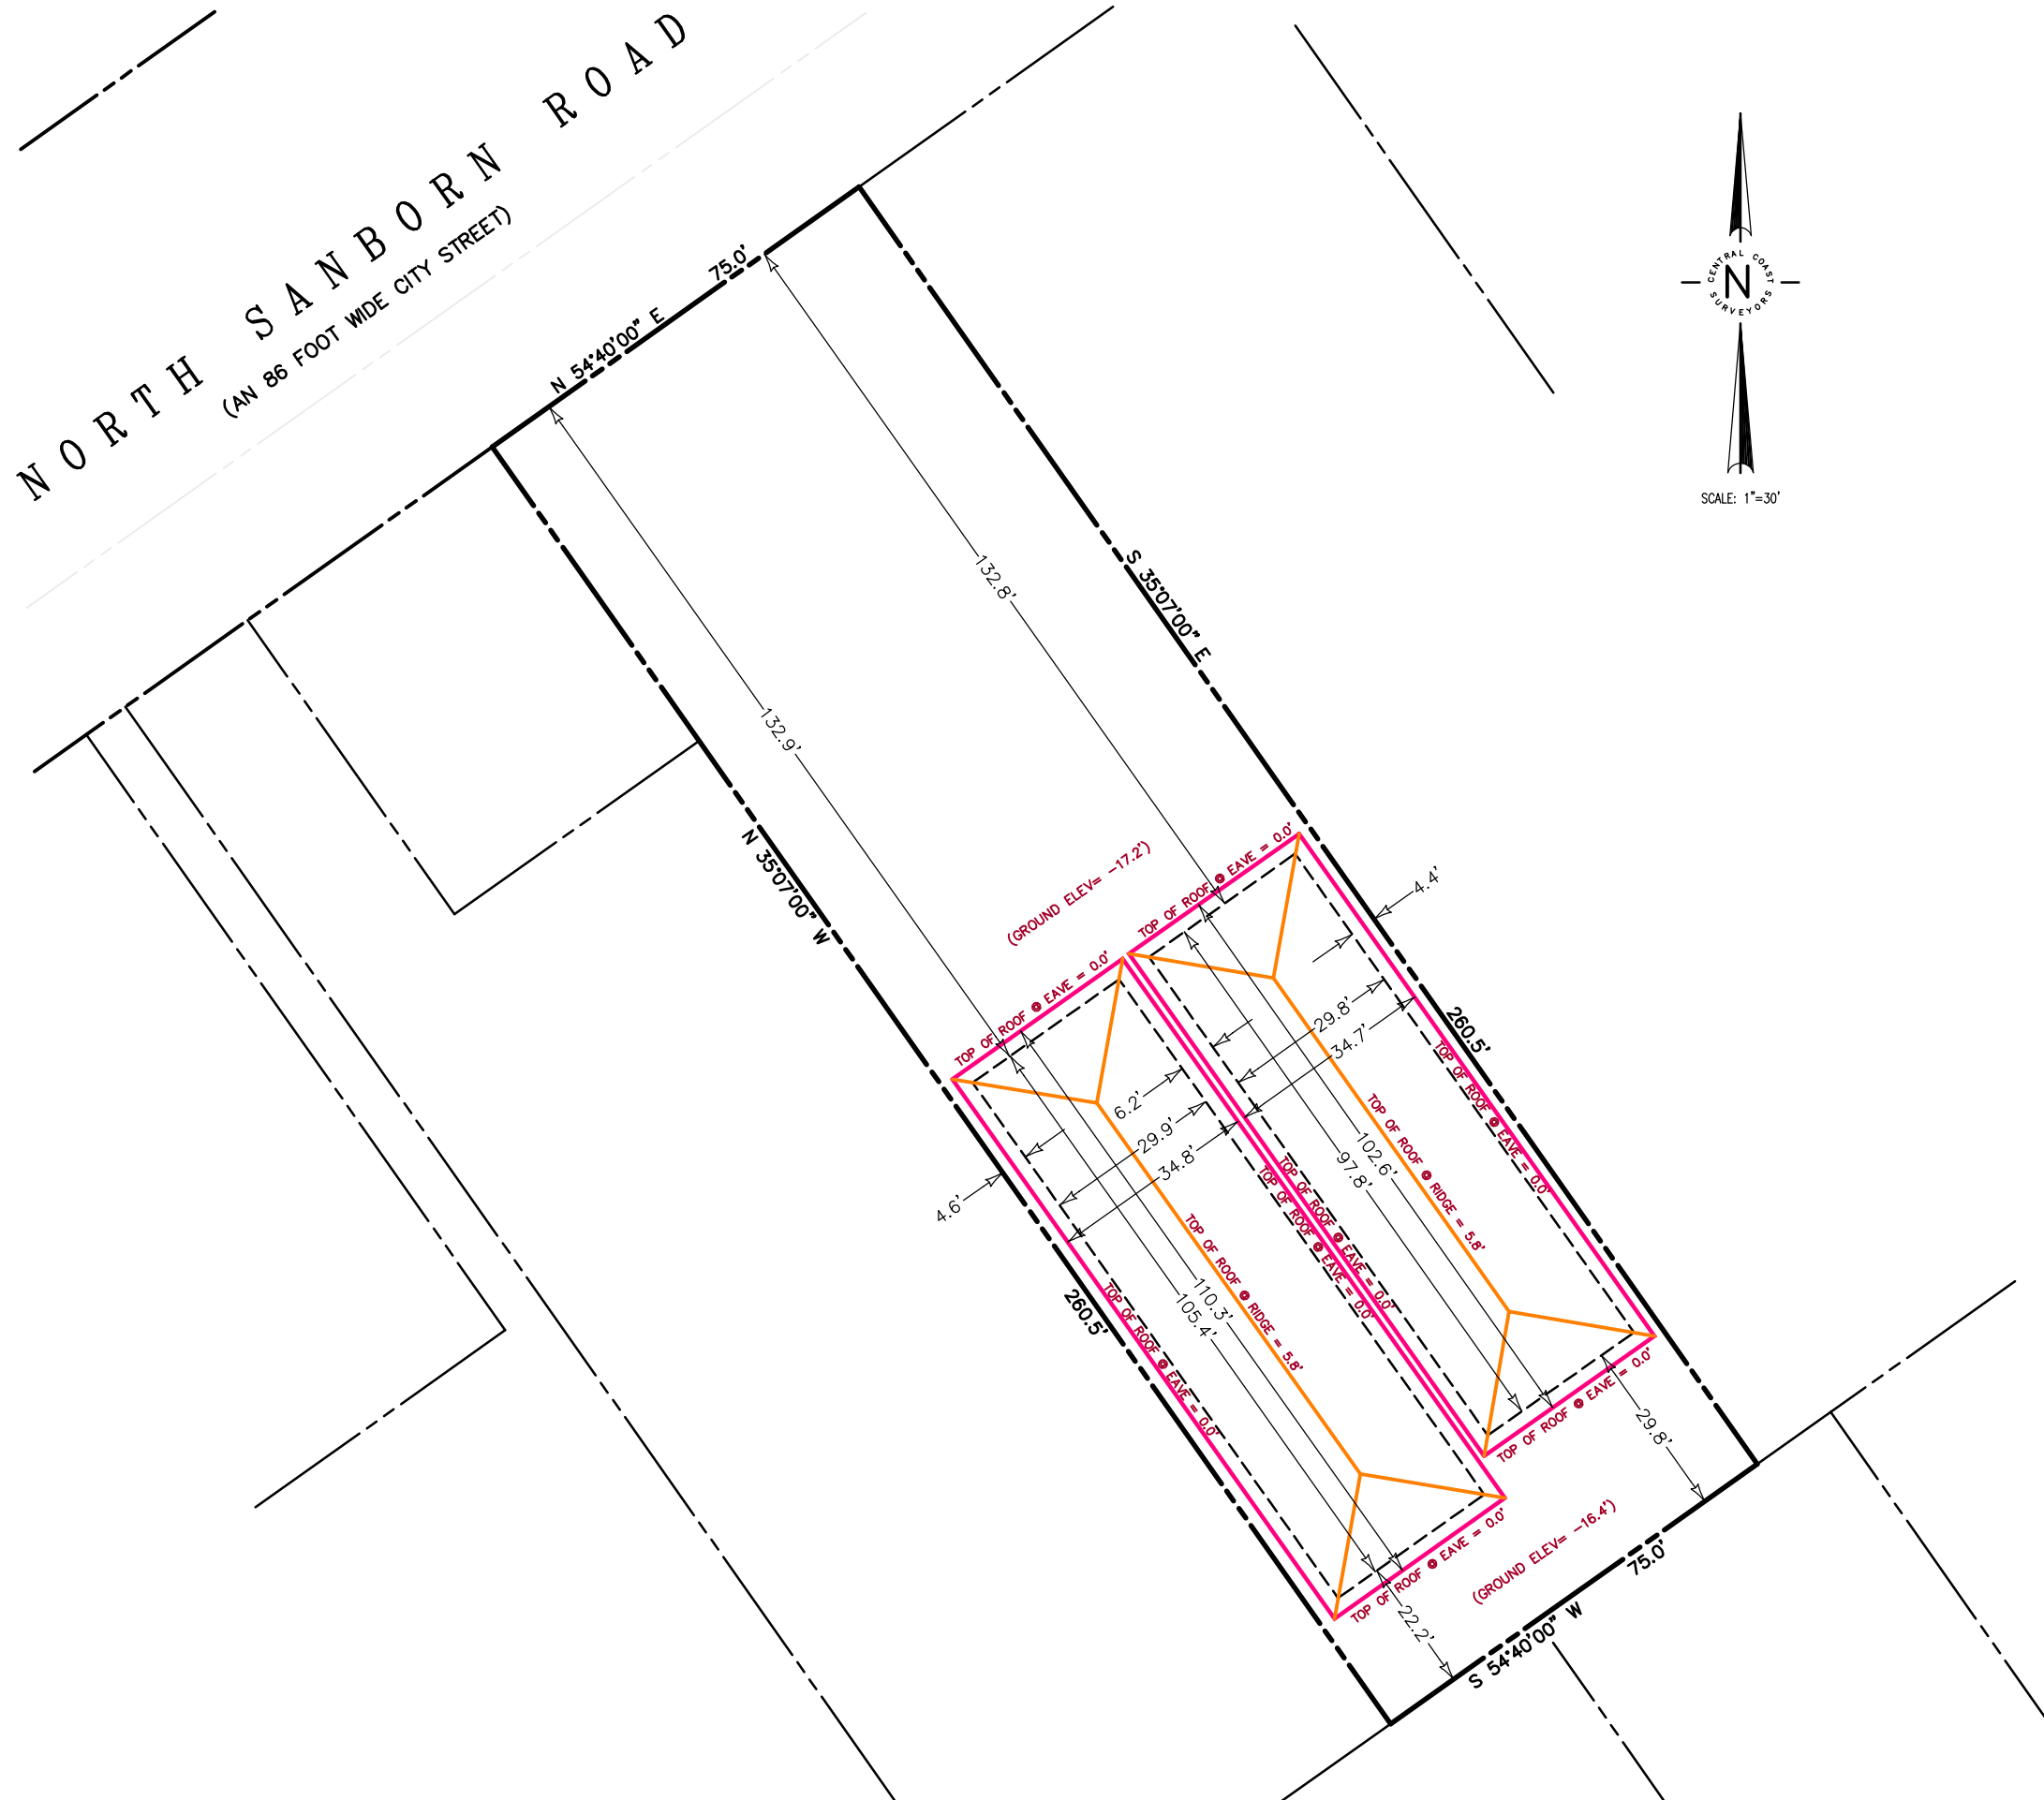 NORTH SANBORN ROAD
(AN 86 FOOT WIDE CITY STREET)
N 54°40'00" E
75.0'
CENTRAL COAST
N
SURVEYORS
SCALE: 1"=30'
132.8'
S 35°07'00" E
132.9'
N 35°07'00" W
(GROUND ELEV= -17.2')
TOP OF ROOF @ EAVE = 0.0'
4.4'
TOP OF ROOF @ EAVE = 0.0'
29.8'
34.7'
260.5'
TOP OF ROOF @ EAVE = 0.0'
6.2'
29.9'
34.8'
4.6'
TOP OF ROOF @ RIDGE = 5.8'
102.6'
97.8'
TOP OF ROOF @ EAVE = 0.0'
TOP OF ROOF @ EAVE = 0.0'
TOP OF ROOF @ RIDGE = 5.8'
110.3'
105.4'
260.5'
TOP OF ROOF @ EAVE = 0.0'
TOP OF ROOF @ EAVE = 0.0'
29.8'
TOP OF ROOF @ EAVE = 0.0'
(GROUND ELEV= -16.4')
22.2'
75.0'
S 54°40'00" W